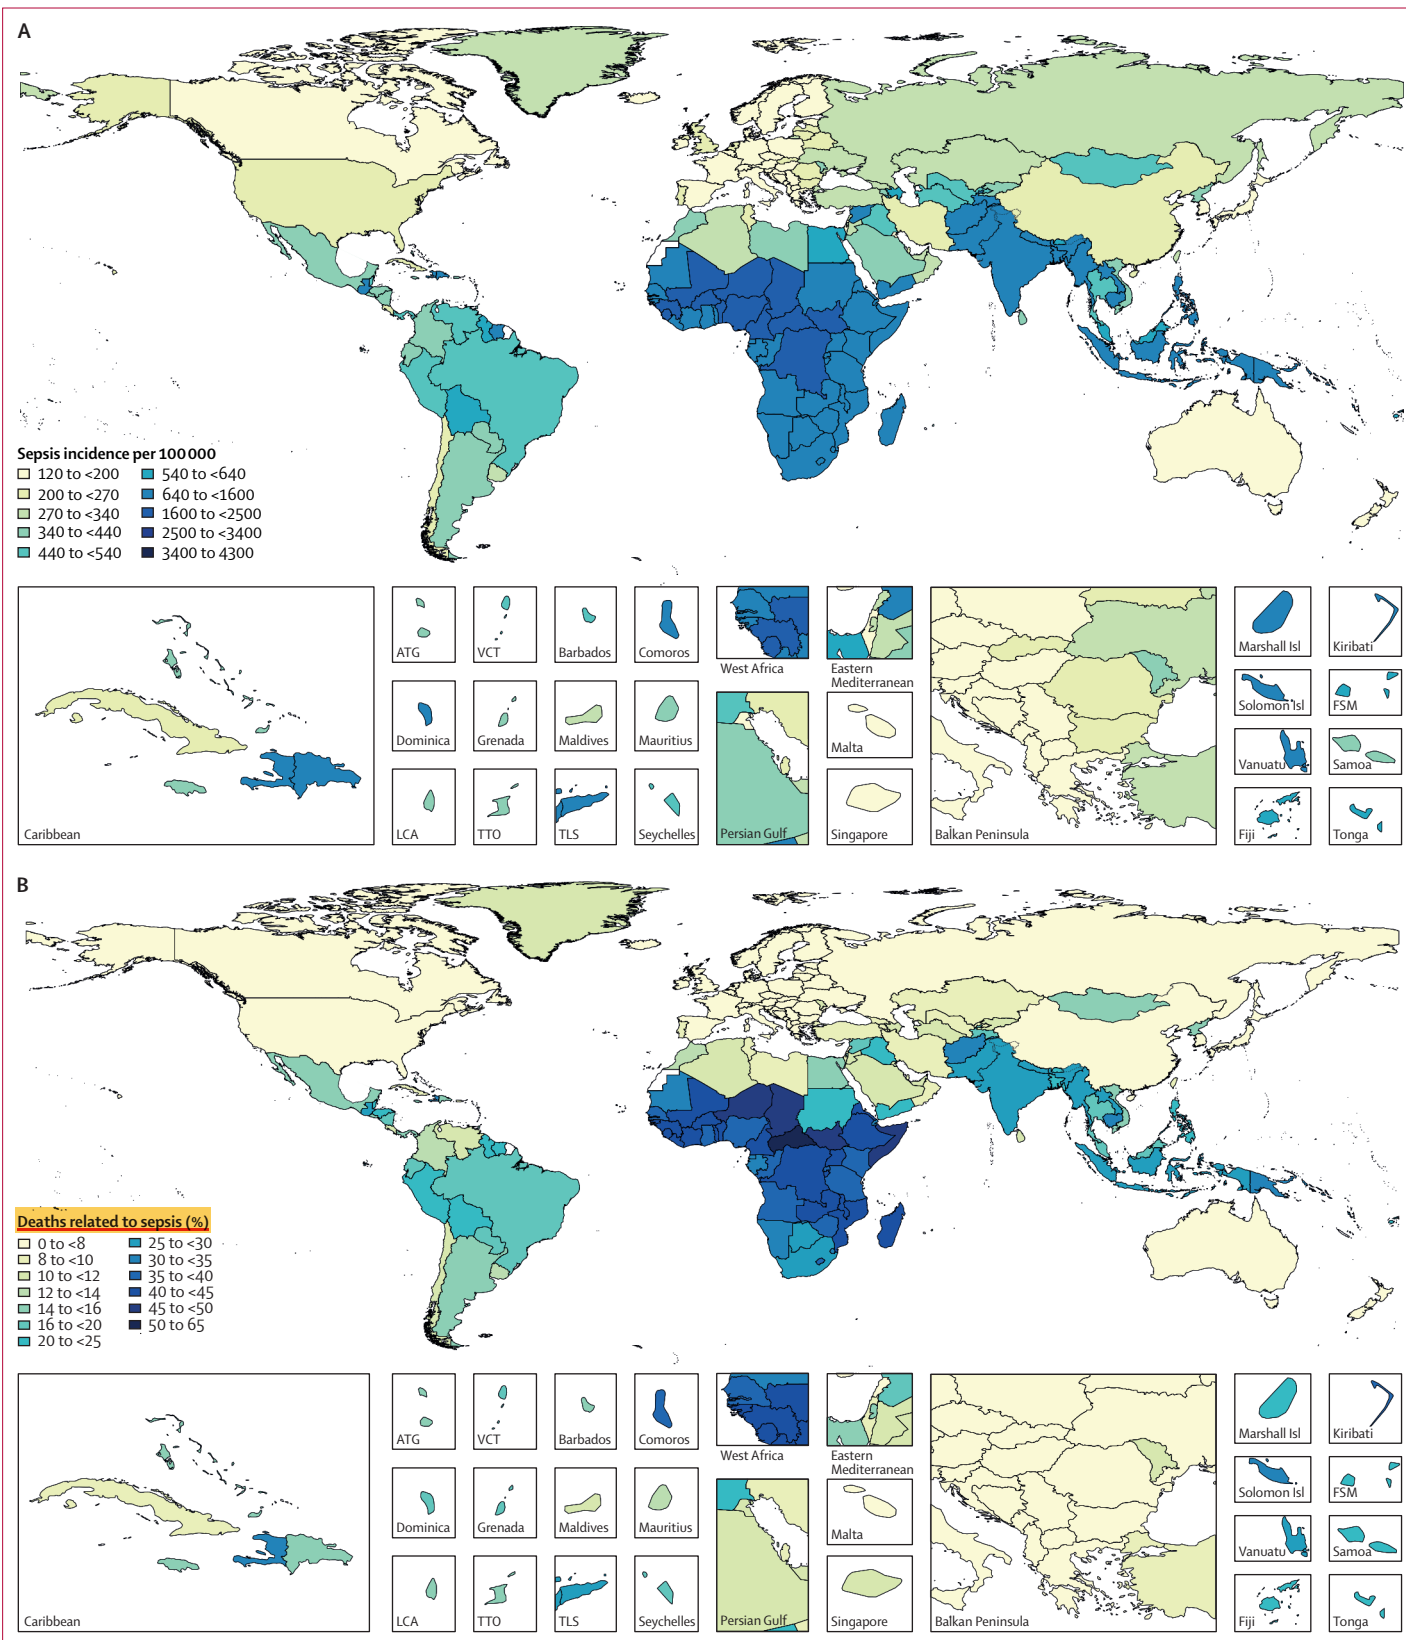 A
Sepsis incidence per 100 000
120 to <200
200 to <270
270 to <340
340 to <440
440 to <540
540 to <640
640 to <1600
1600 to <2500
2500 to <3400
3400 to 4300
Caribbean
ATG
VCT
Barbados
Comoros
Dominica
Grenada
Maldives
Mauritius
LCA
TTO
TLS
Seychelles
West Africa
Eastern
Mediterranean
Persian Gulf
Malta
Singapore
Balkan Peninsula
Marshall Isl
Kiribati
Solomon Isl
FSM
Vanuatu
Samoa
Fiji
Tonga
B
Deaths related to sepsis (%)
0 to <8
8 to <10
10 to <12
12 to <14
14 to <16
16 to <20
20 to <25
25 to <30
30 to <35
35 to <40
40 to <45
45 to <50
50 to 65
Caribbean
ATG
VCT
Barbados
Comoros
Dominica
Grenada
Maldives
Mauritius
LCA
TTO
TLS
Seychelles
West Africa
Eastern
Mediterranean
Persian Gulf
Malta
Singapore
Balkan Peninsula
Marshall Isl
Kiribati
Solomon Isl
FSM
Vanuatu
Samoa
Fiji
Tonga